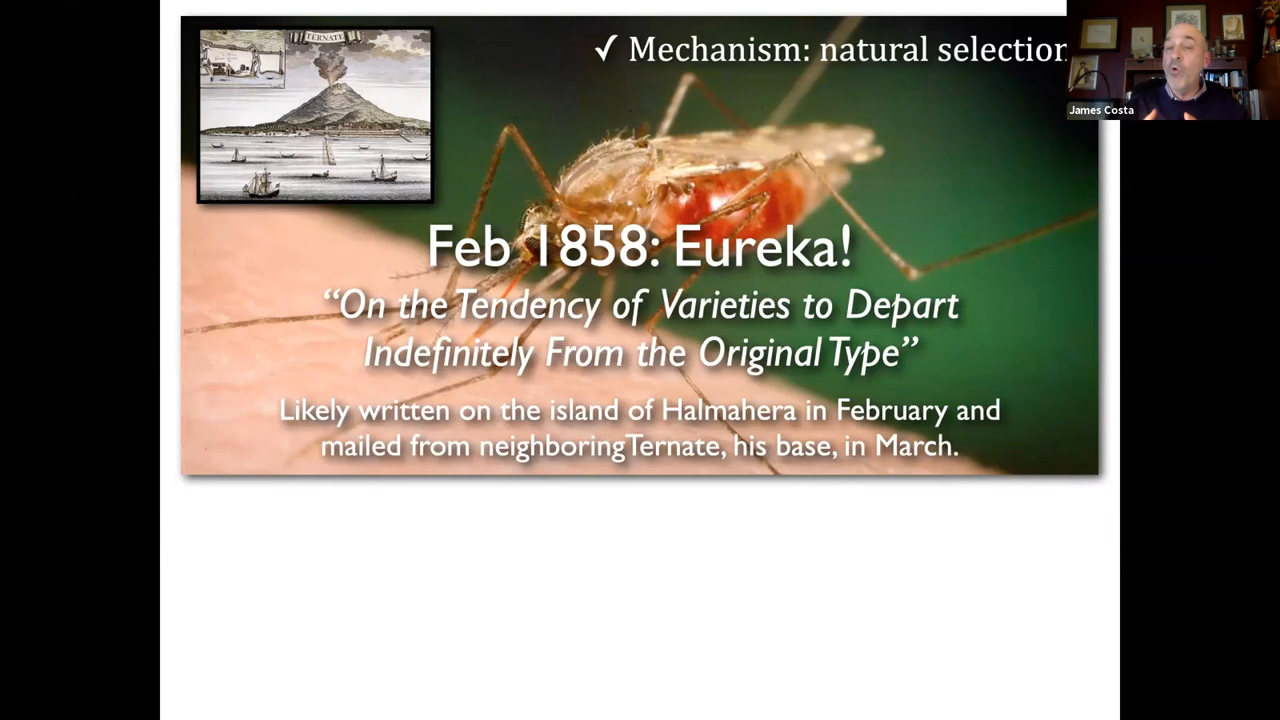 TERNATE
✓ Mechanism: natural selection
James Costa
Feb 1858: Eureka!
“On the Tendency of Varieties to Depart
Indefinitely From the Original Type”
Likely written on the island of Halmahera in February and
mailed from neighboringTernate, his base, in March.